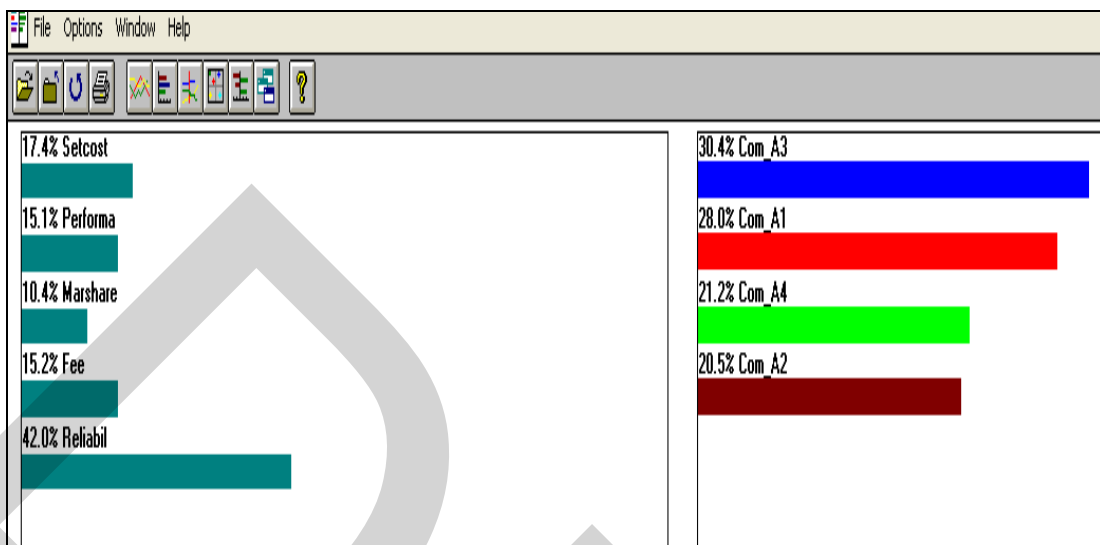 File Options Window Help
17.4% Setcost
15.1% Performa
10.4% Marshare
15.2% Fee
42.0% Reliabil
30.4% Com_A3
28.0% Com_A1
21.2% Com_A4
20.5% Com_A2